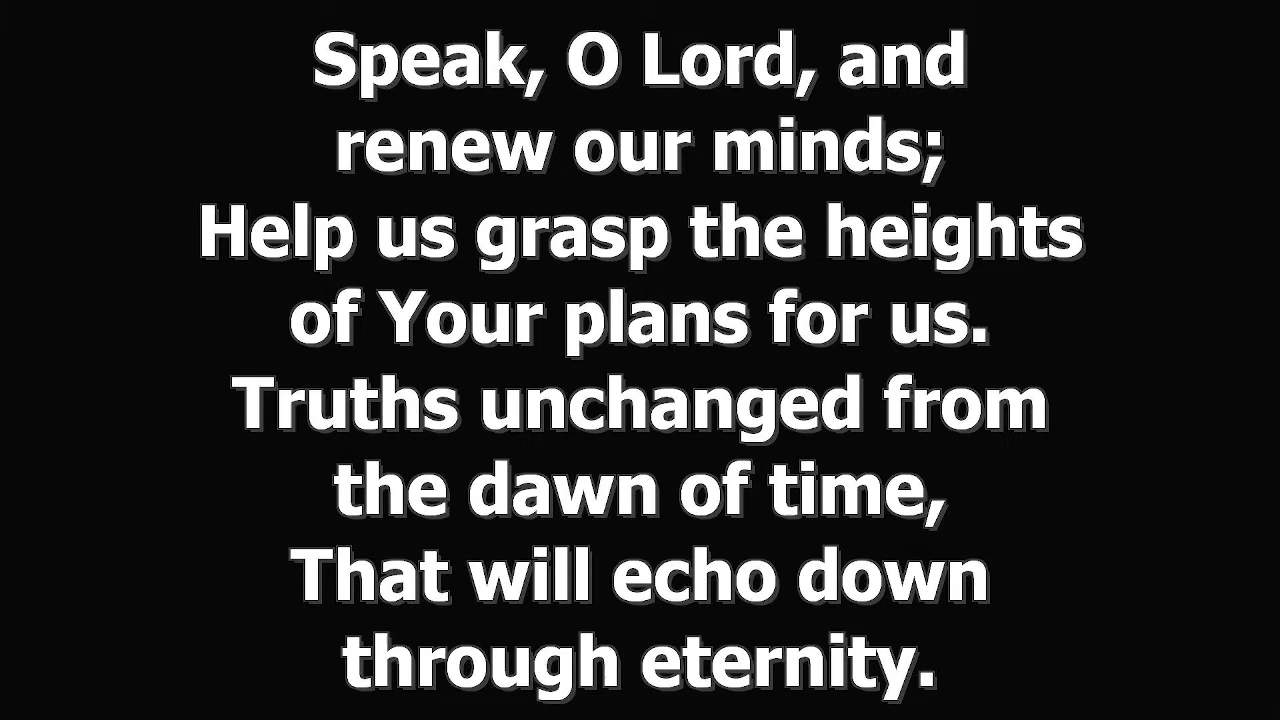 Speak, O Lord, and
renew our minds;
Help us grasp the heights
of Your plans for us.
Truths unchanged from
the dawn of time,
That will echo down
through eternity.